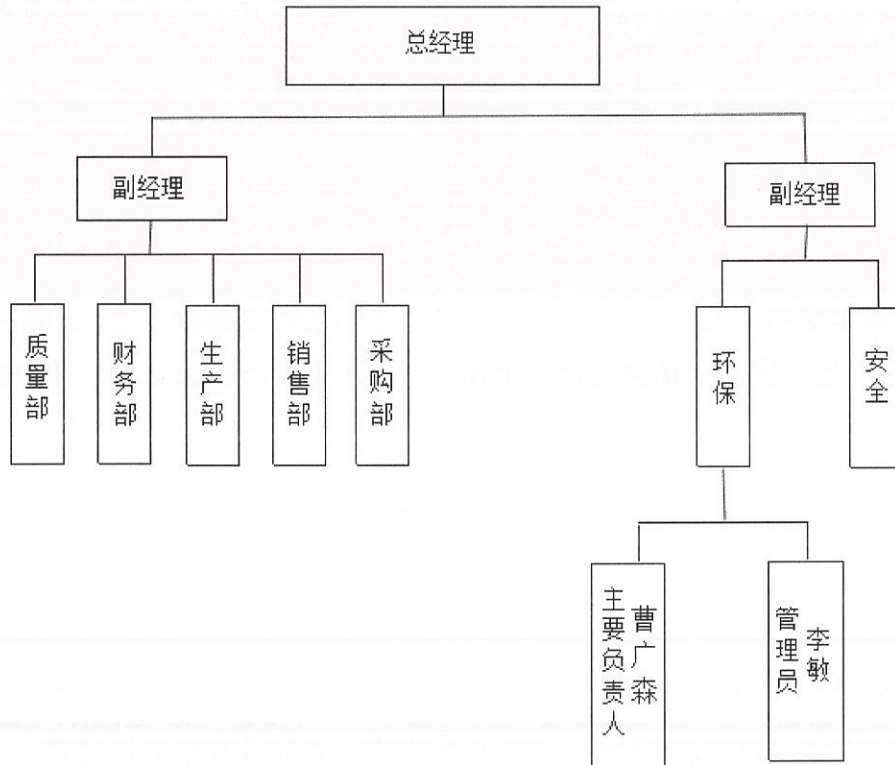 总经理
副经理
副经理
质量部
财务部
生产部
销售部
采购部
环保
安全
主要负责人
曹广森
管理员
李敏